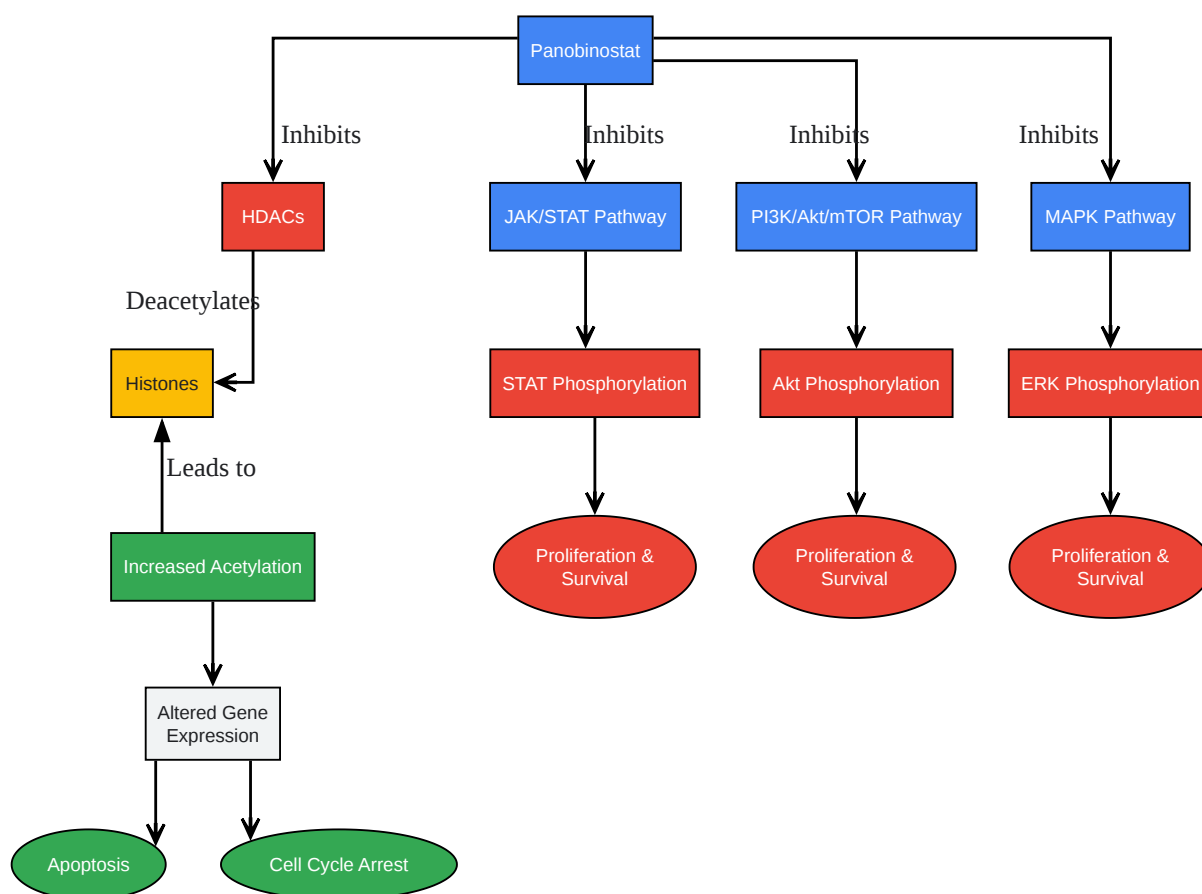 Panobinostat
Inhibits
Inhibits
Inhibits
Inhibits
HDACs
JAK/STAT Pathway
PI3K/Akt/mTOR Pathway
MAPK Pathway
Deacetylates
Histones
STAT Phosphorylation
Akt Phosphorylation
ERK Phosphorylation
Leads to
Increased Acetylation
Proliferation &
Survival
Proliferation &
Survival
Proliferation &
Survival
Altered Gene
Expression
Apoptosis
Cell Cycle Arrest